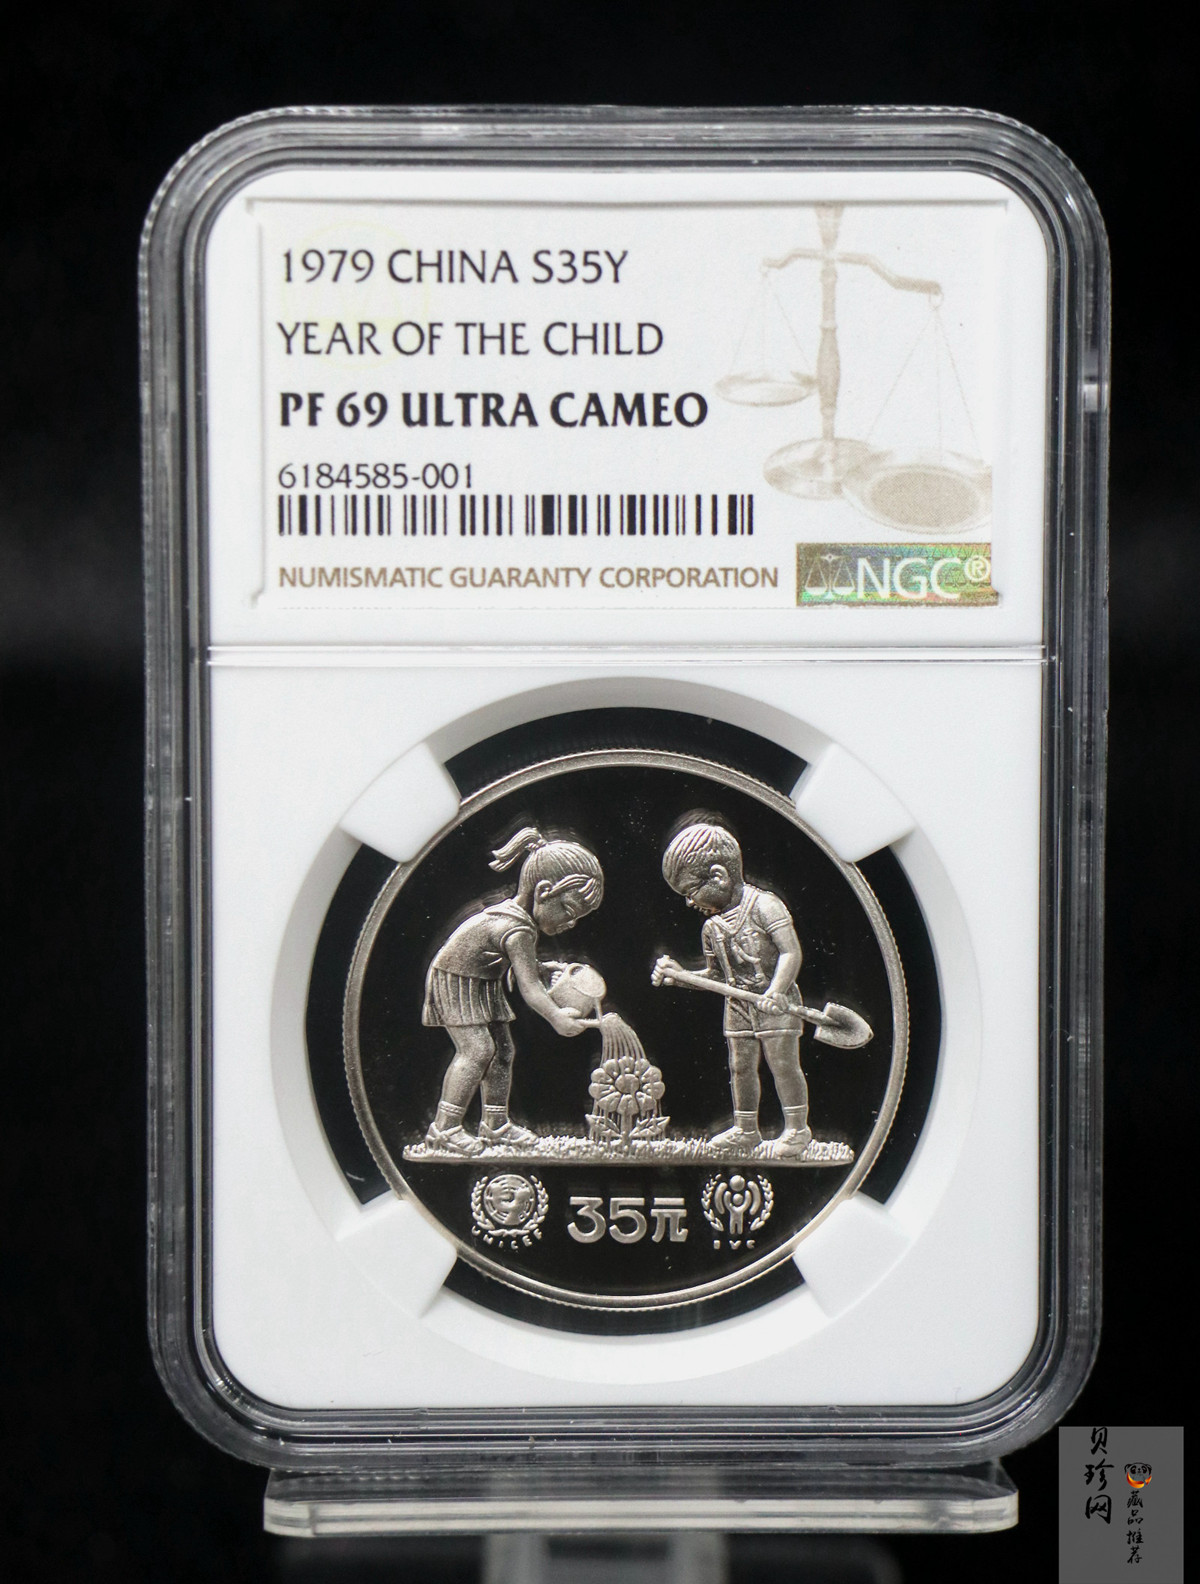 1979 CHINA S35Y
YEAR OF THE CHILD
PF 69 ULTRA CAMEO
6184585-001
NUMISMATIC GUARANTY CORPORATION
NGC®
UNICEF
35元
贝珍网
藏品推荐